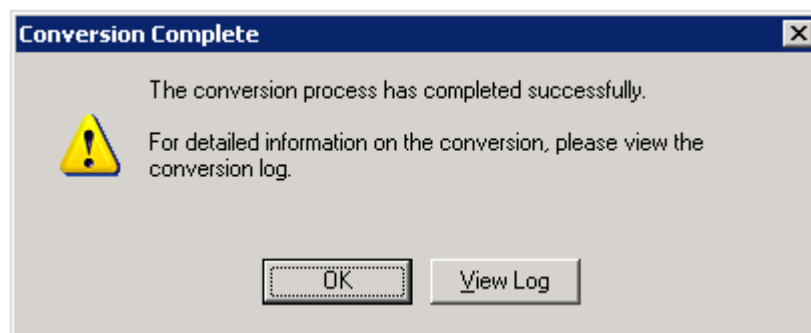 Conversion Complete
The conversion process has completed successfully.
For detailed information on the conversion, please view the
conversion log.
OK
View Log